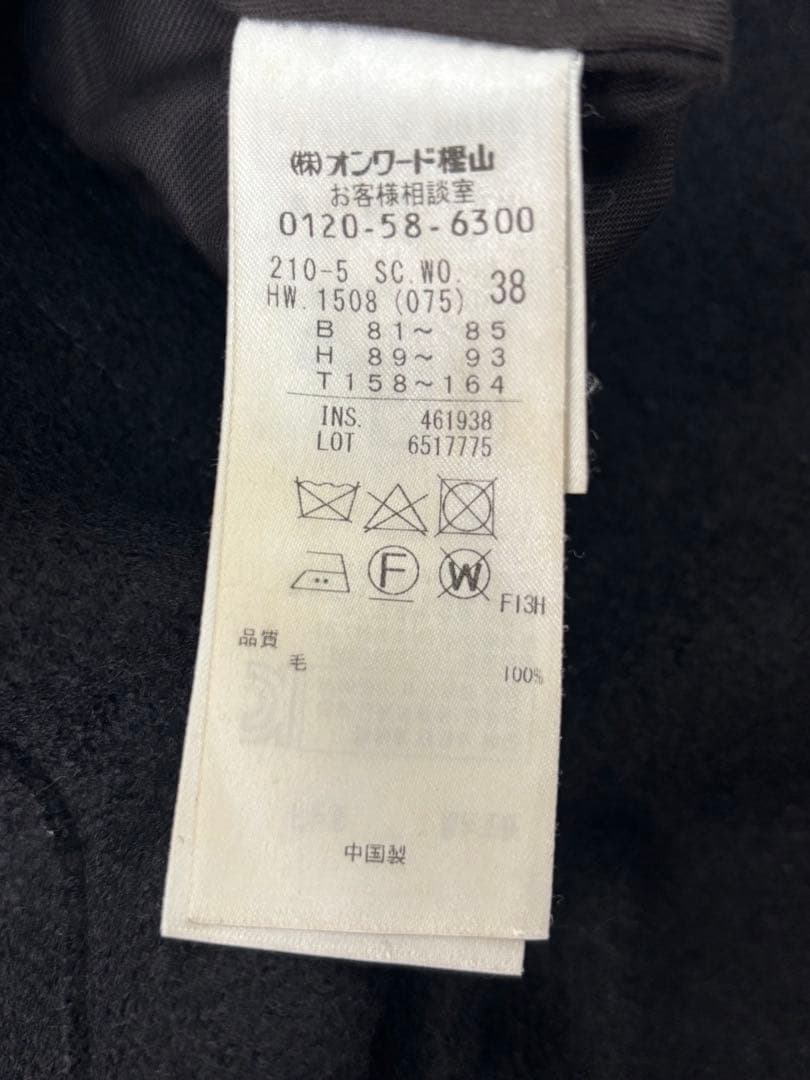 (株)オンワード樫山
お客様相談室
0120-58-6300
210-5 SC.WO. 38
HW.1508(075)
B 81～ 85
H 89～ 93
T158～164
INS. 461938
LOT 6517775
F
W
F13H
品質
毛 100%
中国製